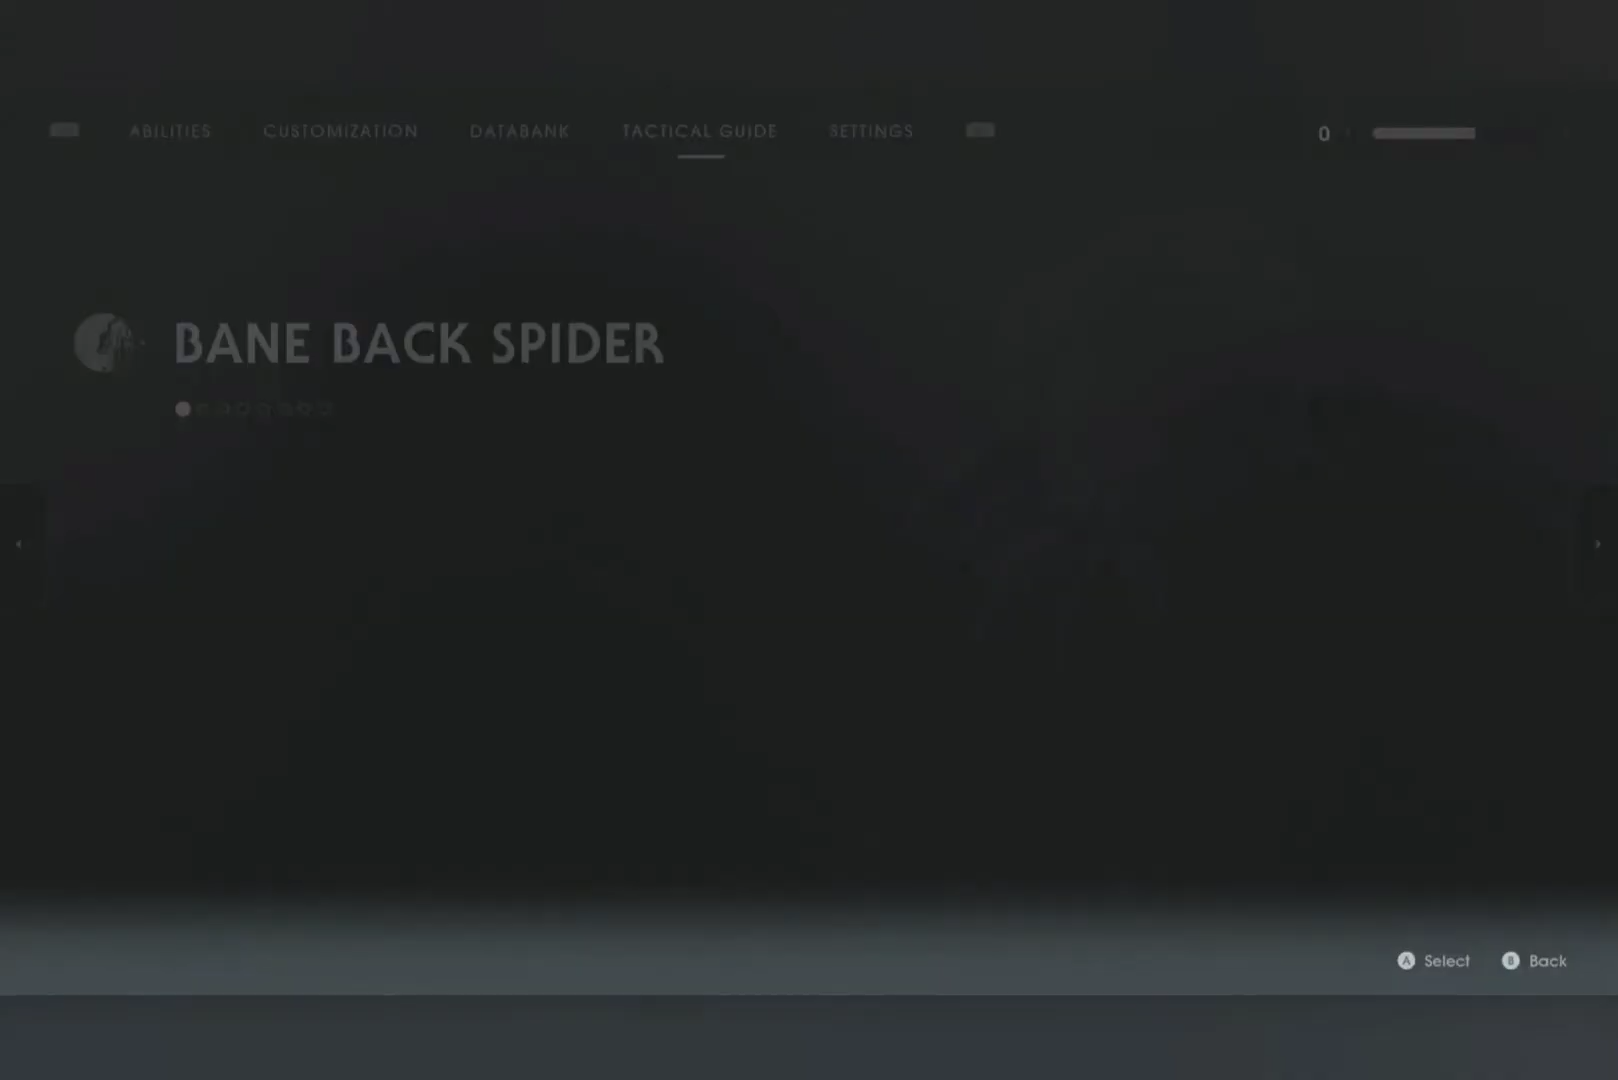 ABILITIES CUSTOMIZATION DATABANK TACTICAL GUIDE SETTINGS 0
BANE BACK SPIDER
A Select B Back